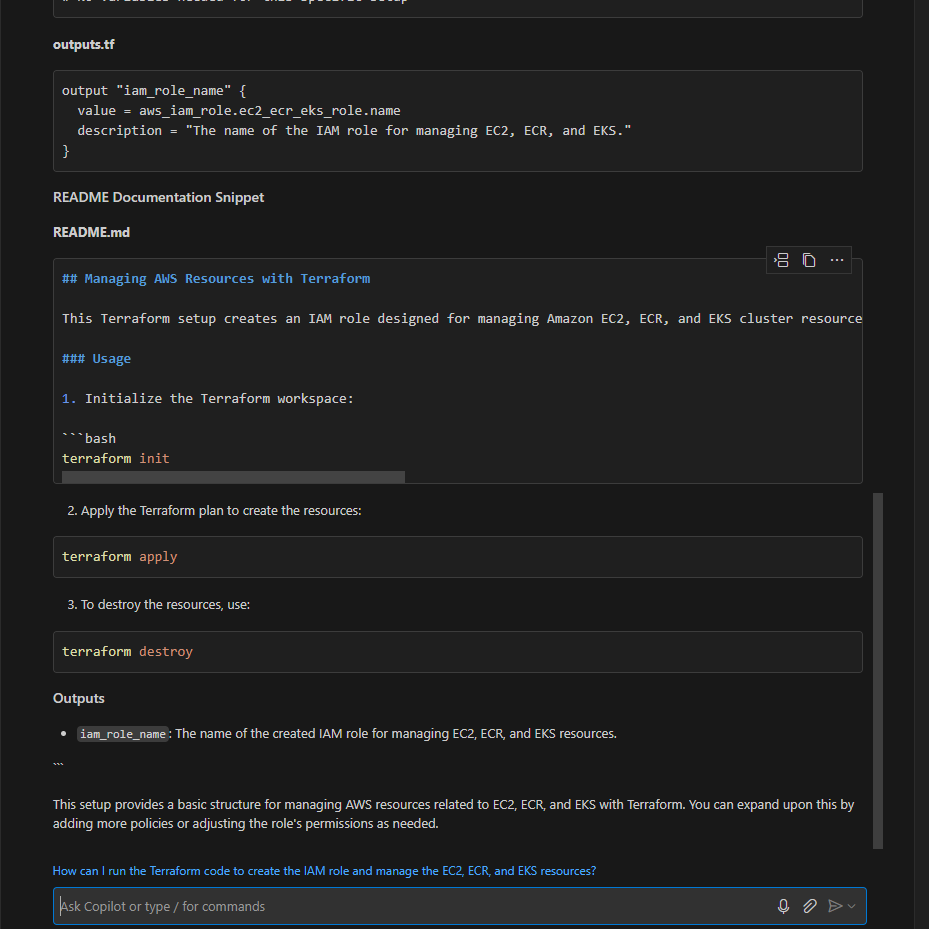 outputs.tf
output "iam_role_name" {
value = aws_iam_role.ec2_ecr_eks_role.name
description = "The name of the IAM role for managing EC2, ECR, and EKS."
}
README Documentation Snippet
README.md
## Managing AWS Resources with Terraform
This Terraform setup creates an IAM role designed for managing Amazon EC2, ECR, and EKS cluster resource
### Usage
1. Initialize the Terraform workspace:
```bash
terraform init
2. Apply the Terraform plan to create the resources:
terraform apply
3. To destroy the resources, use:
terraform destroy
Outputs
• iam_role_name: The name of the created IAM role for managing EC2, ECR, and EKS resources.
```
This setup provides a basic structure for managing AWS resources related to EC2, ECR, and EKS with Terraform. You can expand upon this by
adding more policies or adjusting the role's permissions as needed.
How can I run the Terraform code to create the IAM role and manage the EC2, ECR, and EKS resources?
Ask Copilot or type / for commands